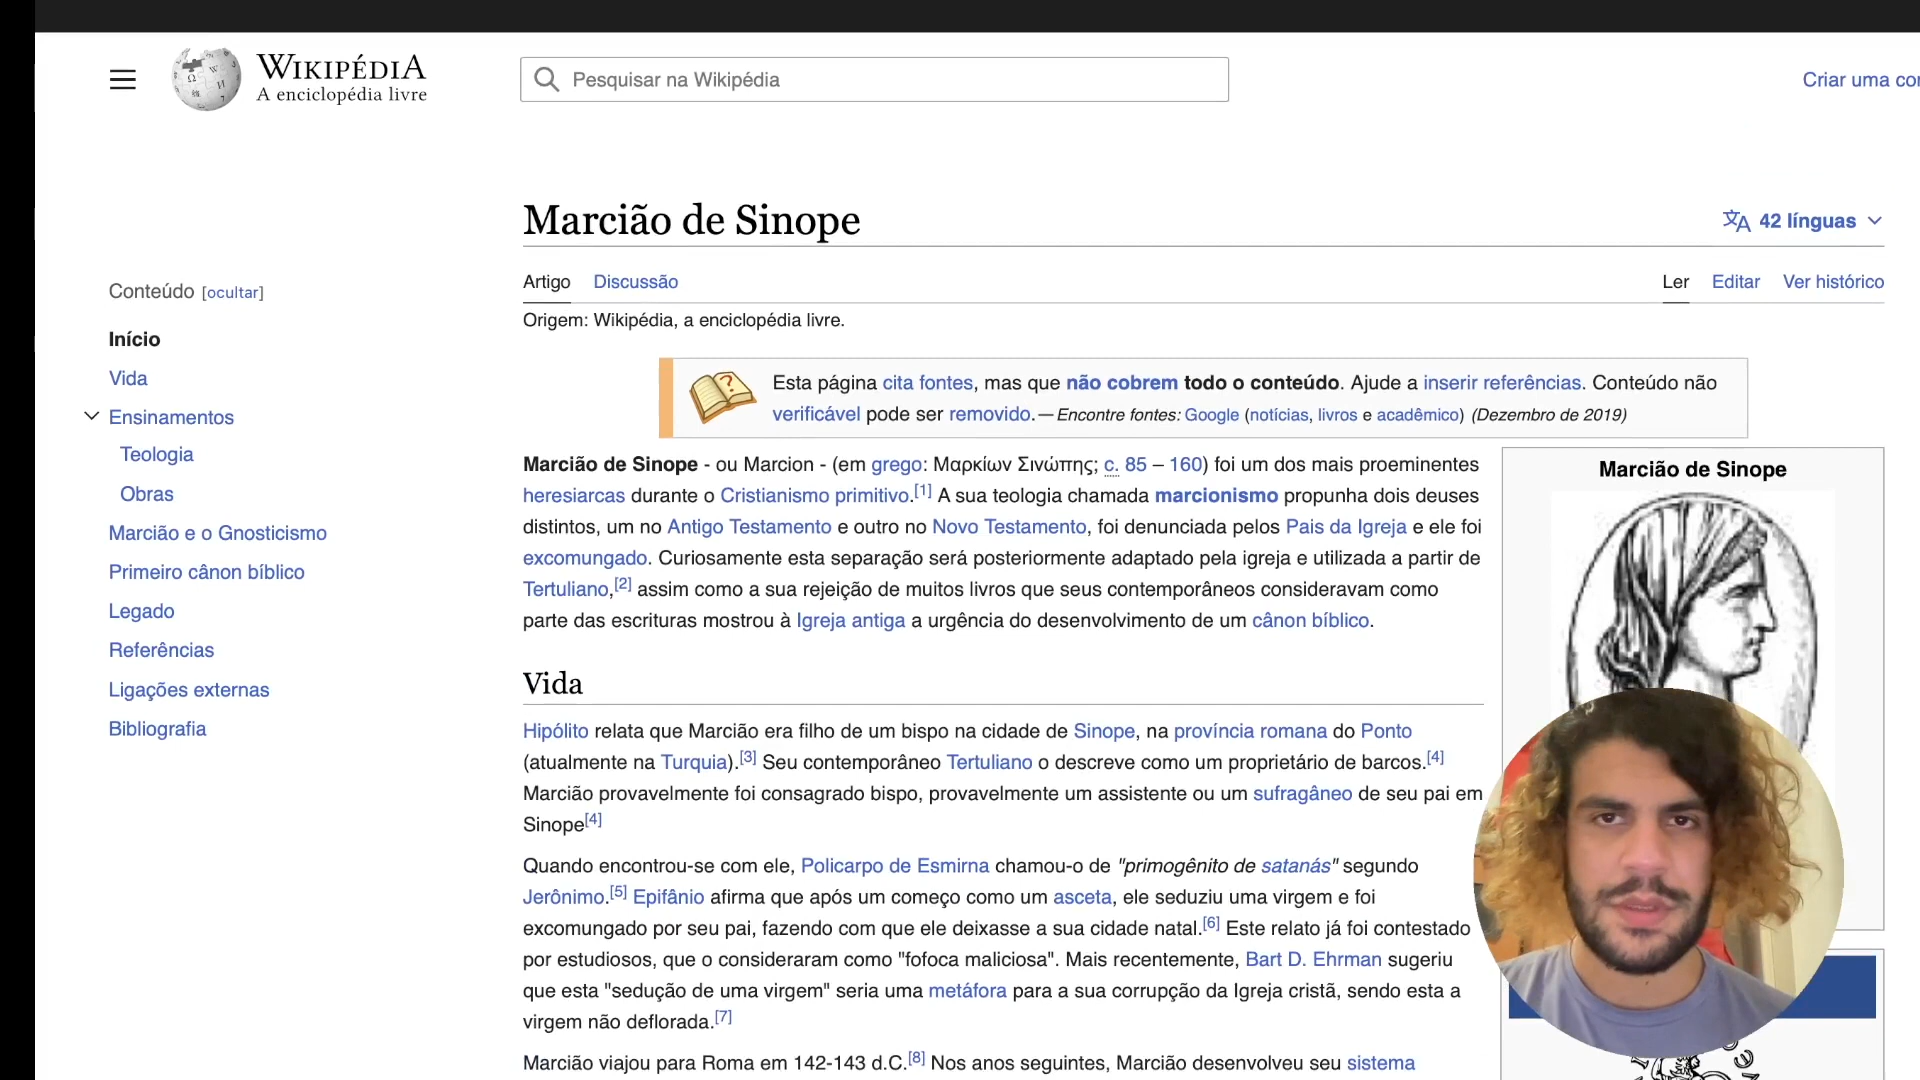 WIKIPÉDIA
A enciclopédia livre
Pesquisar na Wikipédia
Criar uma co
Marcião de Sinope
42 línguas
Artigo Discussão
Ler Editar Ver histórico
Origem: Wikipédia, a enciclopédia livre.
Conteúdo [ocultar]
Início
Vida
Ensinamentos
Teologia
Obras
Marcião e o Gnosticismo
Primeiro cânon bíblico
Legado
Referências
Ligações externas
Bibliografia
Esta página cita fontes, mas que não cobrem todo o conteúdo. Ajude a inserir referências. Conteúdo não
verificável pode ser removido.—Encontre fontes: Google (notícias, livros e acadêmico) (Dezembro de 2019)
Marcião de Sinope - ou Marcion - (em grego: Μαρκίων Σινώπης; c. 85 – 160) foi um dos mais proeminentes
heresiarcas durante o Cristianismo primitivo.[1] A sua teologia chamada marcionismo propunha dois deuses
distintos, um no Antigo Testamento e outro no Novo Testamento, foi denunciada pelos Pais da Igreja e ele foi
excomungado. Curiosamente esta separação será posteriormente adaptado pela igreja e utilizada a partir de
Tertuliano,[2] assim como a sua rejeição de muitos livros que seus contemporâneos consideravam como
parte das escrituras mostrou à Igreja antiga a urgência do desenvolvimento de um cânon bíblico.
Marcião de Sinope
Vida
Hipólito relata que Marcião era filho de um bispo na cidade de Sinope, na província romana do Ponto
(atualmente na Turquia).[3] Seu contemporâneo Tertuliano o descreve como um proprietário de barcos.[4]
Marcião provavelmente foi consagrado bispo, provavelmente um assistente ou um sufragâneo de seu pai em
Sinope[4]
Quando encontrou-se com ele, Policarpo de Esmirna chamou-o de "primogênito de satanás" segundo
Jerônimo.[5] Epifânio afirma que após um começo como um asceta, ele seduziu uma virgem e foi
excomungado por seu pai, fazendo com que ele deixasse a sua cidade natal.[6] Este relato já foi contestado
por estudiosos, que o consideraram como "fofoca maliciosa". Mais recentemente, Bart D. Ehrman sugeriu
que esta "sedução de uma virgem" seria uma metáfora para a sua corrupção da Igreja cristã, sendo esta a
virgem não deflorada.[7]
Marcião viajou para Roma em 142-143 d.C.[8] Nos anos seguintes, Marcião desenvolveu seu sistema